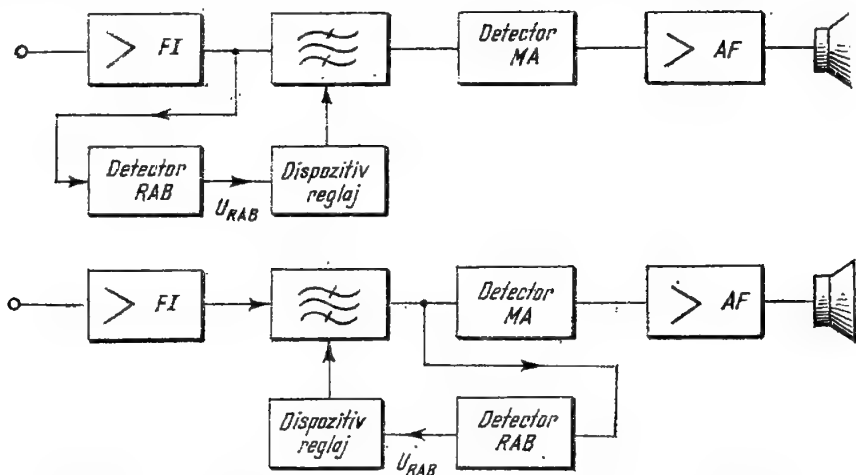 > FI
Detector
MA
> AF
Detector
RAB
U_RAB
Dispozitiv
reglaj
> FI
Detector
MA
> AF
Dispozitiv
reglaj
U_RAB
Detector
RAB